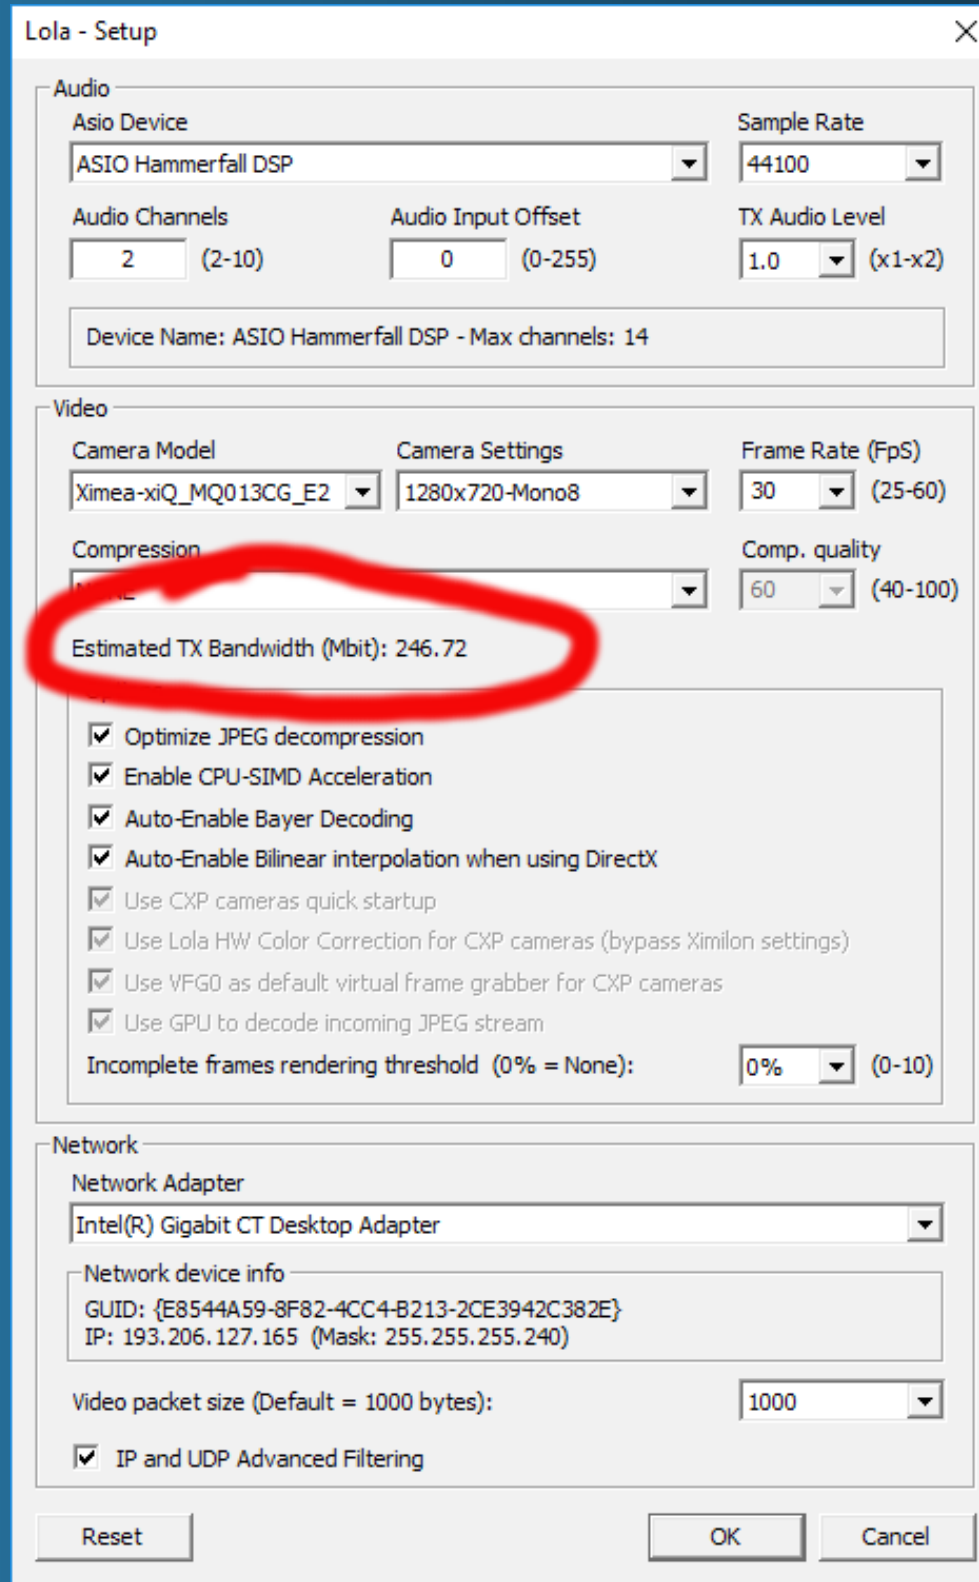 Lola - Setup
Audio
Asio Device
Sample Rate
ASIO Hammerfall DSP
44100
Audio Channels
Audio Input Offset
TX Audio Level
2 (2-10)
0 (0-255)
1.0 (x1-x2)
Device Name: ASIO Hammerfall DSP - Max channels: 14
Video
Camera Model
Camera Settings
Frame Rate (FpS)
Ximea-xiQ_MQ013CG_E2
1280x720-Mono8
30 (25-60)
Compression
Comp. quality
60 (40-100)
Estimated TX Bandwidth (Mbit): 246.72
Optimize JPEG decompression
Enable CPU-SIMD Acceleration
Auto-Enable Bayer Decoding
Auto-Enable Bilinear interpolation when using DirectX
Use CXP cameras quick startup
Use Lola HW Color Correction for CXP cameras (bypass Ximilon settings)
Use VFG0 as default virtual frame grabber for CXP cameras
Use GPU to decode incoming JPEG stream
Incomplete frames rendering threshold (0% = None):
0% (0-10)
Network
Network Adapter
Intel(R) Gigabit CT Desktop Adapter
Network device info
GUID: {E8544A59-8F82-4CC4-B213-2CE3942C382E}
IP: 193.206.127.165 (Mask: 255.255.255.240)
Video packet size (Default = 1000 bytes):
1000
IP and UDP Advanced Filtering
Reset
OK
Cancel